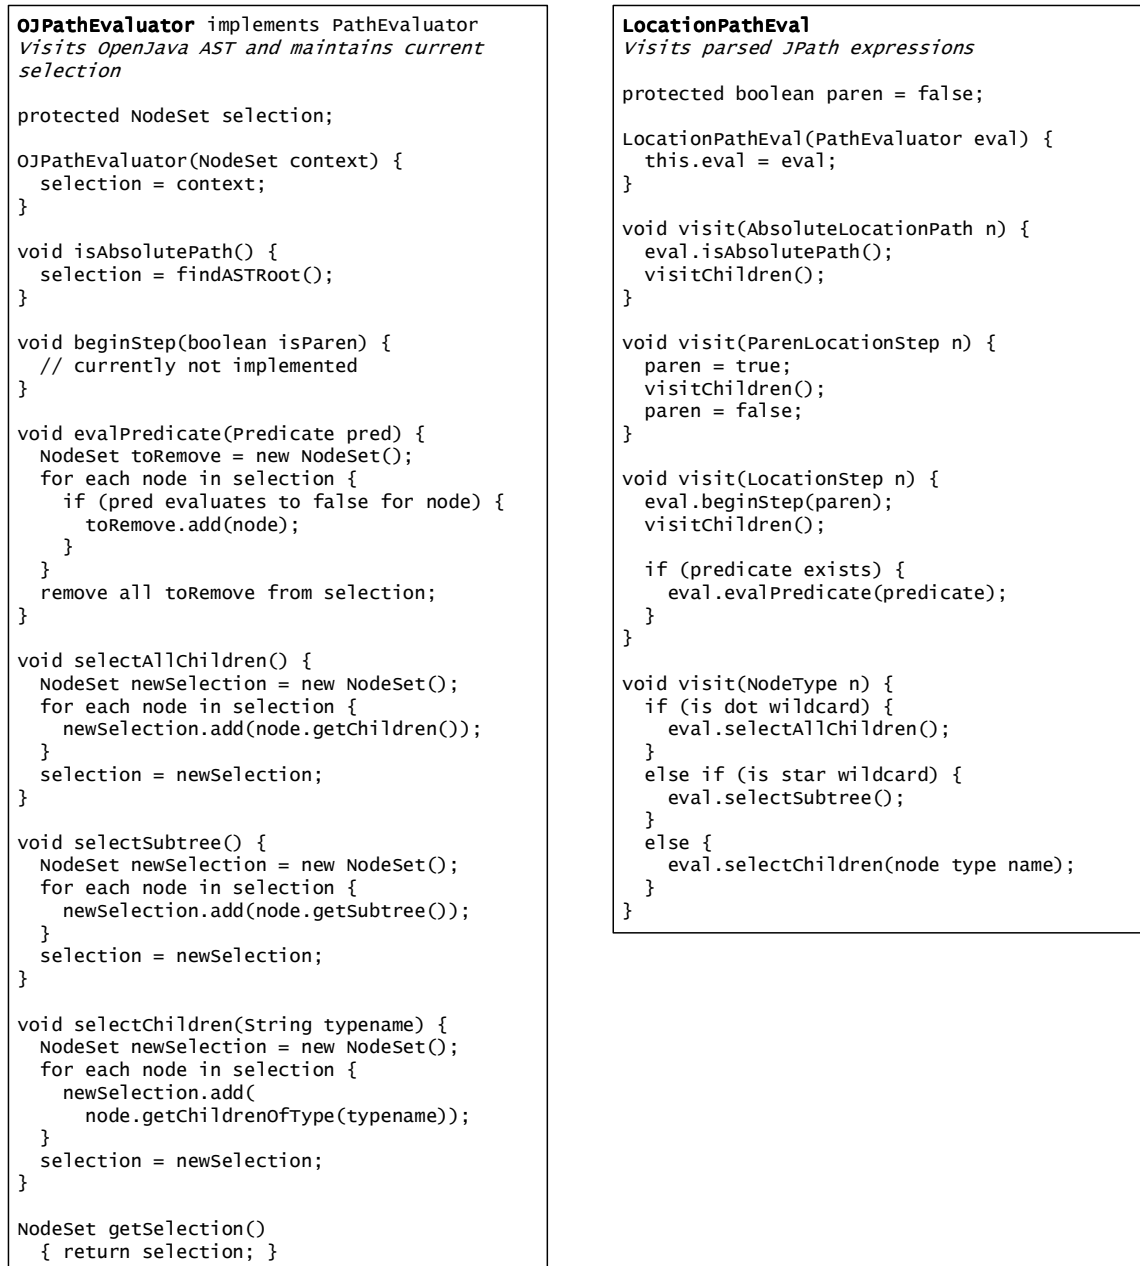 OJPathEvaluator implements PathEvaluator
Visits OpenJava AST and maintains current
selection
protected NodeSet selection;
OJPathEvaluator(NodeSet context) {
  selection = context;
}
void isAbsolutePath() {
  selection = findASTRoot();
}
void beginStep(boolean isParen) {
  // currently not implemented
}
void evalPredicate(Predicate pred) {
  NodeSet toRemove = new NodeSet();
  for each node in selection {
    if (pred evaluates to false for node) {
      toRemove.add(node);
    }
  }
  remove all toRemove from selection;
}
void selectAllChildren() {
  NodeSet newSelection = new NodeSet();
  for each node in selection {
    newSelection.add(node.getChildren());
  }
  selection = newSelection;
}
void selectSubtree() {
  NodeSet newSelection = new NodeSet();
  for each node in selection {
    newSelection.add(node.getSubtree());
  }
  selection = newSelection;
}
void selectChildren(String typename) {
  NodeSet newSelection = new NodeSet();
  for each node in selection {
    newSelection.add(
      node.getChildrenOfType(typename));
  }
  selection = newSelection;
}
NodeSet getSelection()
  { return selection; }
LocationPathEval
Visits parsed JPath expressions
protected boolean paren = false;
LocationPathEval(PathEvaluator eval) {
  this.eval = eval;
}
void visit(AbsoluteLocationPath n) {
  eval.isAbsolutePath();
  visitChildren();
}
void visit(ParenLocationStep n) {
  paren = true;
  visitChildren();
  paren = false;
}
void visit(LocationStep n) {
  eval.beginStep(paren);
  visitChildren();
  if (predicate exists) {
    eval.evalPredicate(predicate);
  }
}
void visit(NodeType n) {
  if (is dot wildcard) {
    eval.selectAllChildren();
  }
  else if (is star wildcard) {
    eval.selectSubtree();
  }
  else {
    eval.selectChildren(node type name);
  }
}